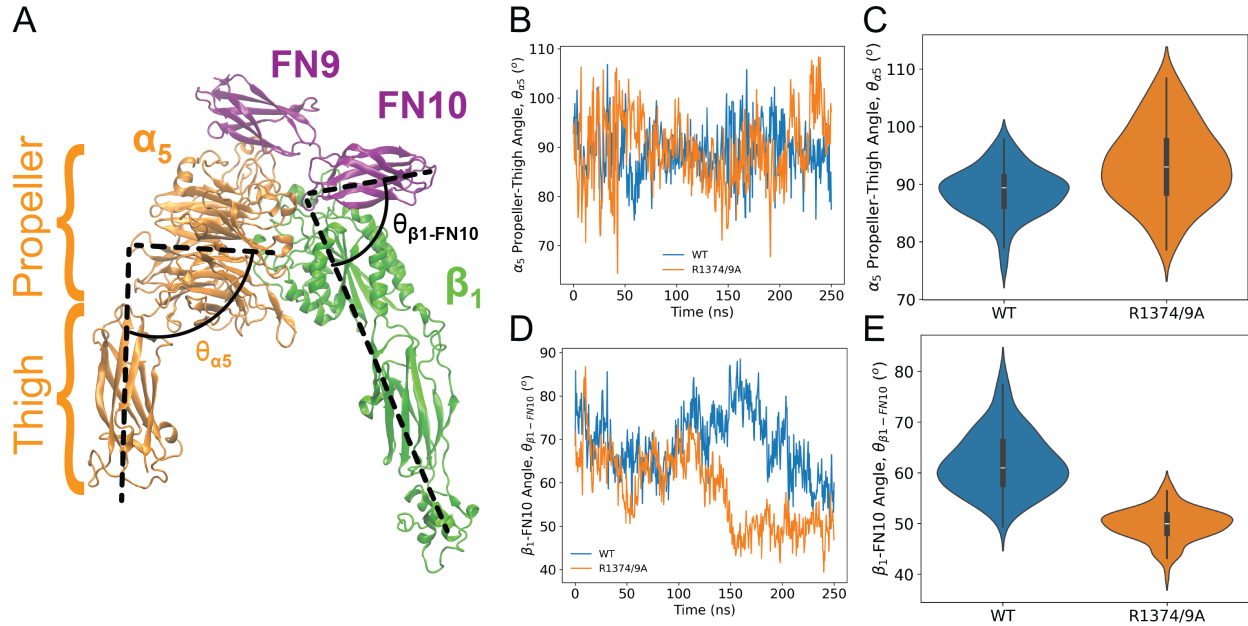 A
FN9
FN10
α5
Propeller
Thigh
θβ1-FN10
β1
θα5
B
α5 Propeller-Thigh Angle, θα5 (°)
110
100
90
80
70
WT
R1374/9A
0 50 100 150 200 250
Time (ns)
C
α5 Propeller-Thigh Angle, θα5 (°)
110
100
90
80
70
WT R1374/9A
D
β1-FN10 Angle, θβ1−FN10 (°)
90
80
70
60
50
40
WT
R1374/9A
0 50 100 150 200 250
Time (ns)
E
β1-FN10 Angle, θβ1−FN10 (°)
80
70
60
50
40
WT R1374/9A